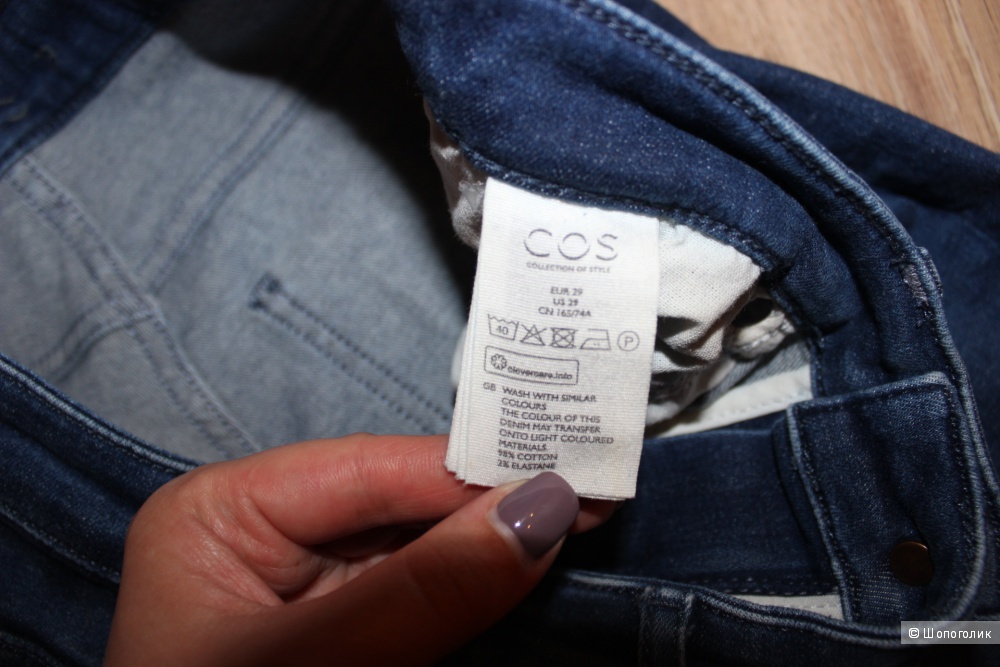 COS
COLLECTION OF STYLE
EUR 29
US 29
CN 165/74A
40 P
clevercare.info
GB WASH WITH SIMILAR
COLOURS
THE COLOUR OF THIS
DENIM MAY TRANSFER
ONTO LIGHT COLOURED
MATERIALS.
98% COTTON
2% ELASTANE
© Шопоголик